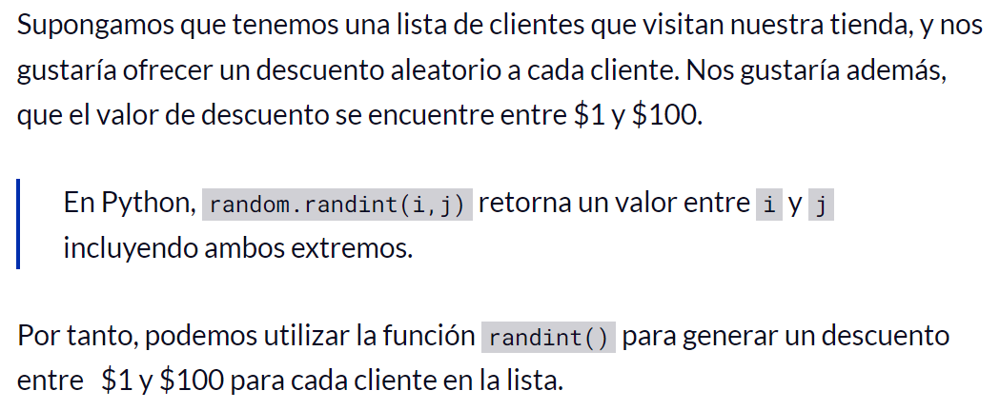 Supongamos que tenemos una lista de clientes que visitan nuestra tienda, y nos
gustaría ofrecer un descuento aleatorio a cada cliente. Nos gustaría además,
que el valor de descuento se encuentre entre $1 y $100.
En Python, random.randint(i,j) retorna un valor entre i y j
incluyendo ambos extremos.
Por tanto, podemos utilizar la función randint() para generar un descuento
entre $1 y $100 para cada cliente en la lista.